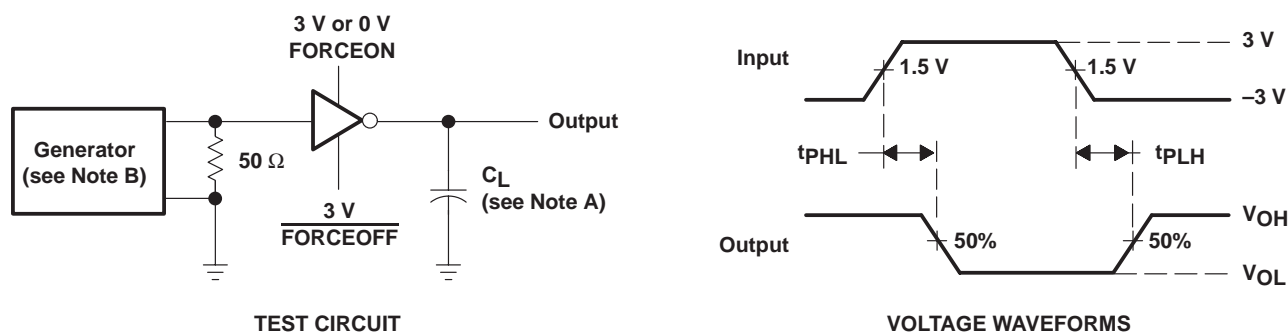 3 V or 0 V
FORCEON
Generator
(see Note B)
50 Ω
Output
CL
(see Note A)
3 V
FORCEOFF
TEST CIRCUIT
Input
3 V
1.5 V
1.5 V
–3 V
tPHL
tPLH
Output
VOH
50%
50%
VOL
VOLTAGE WAVEFORMS